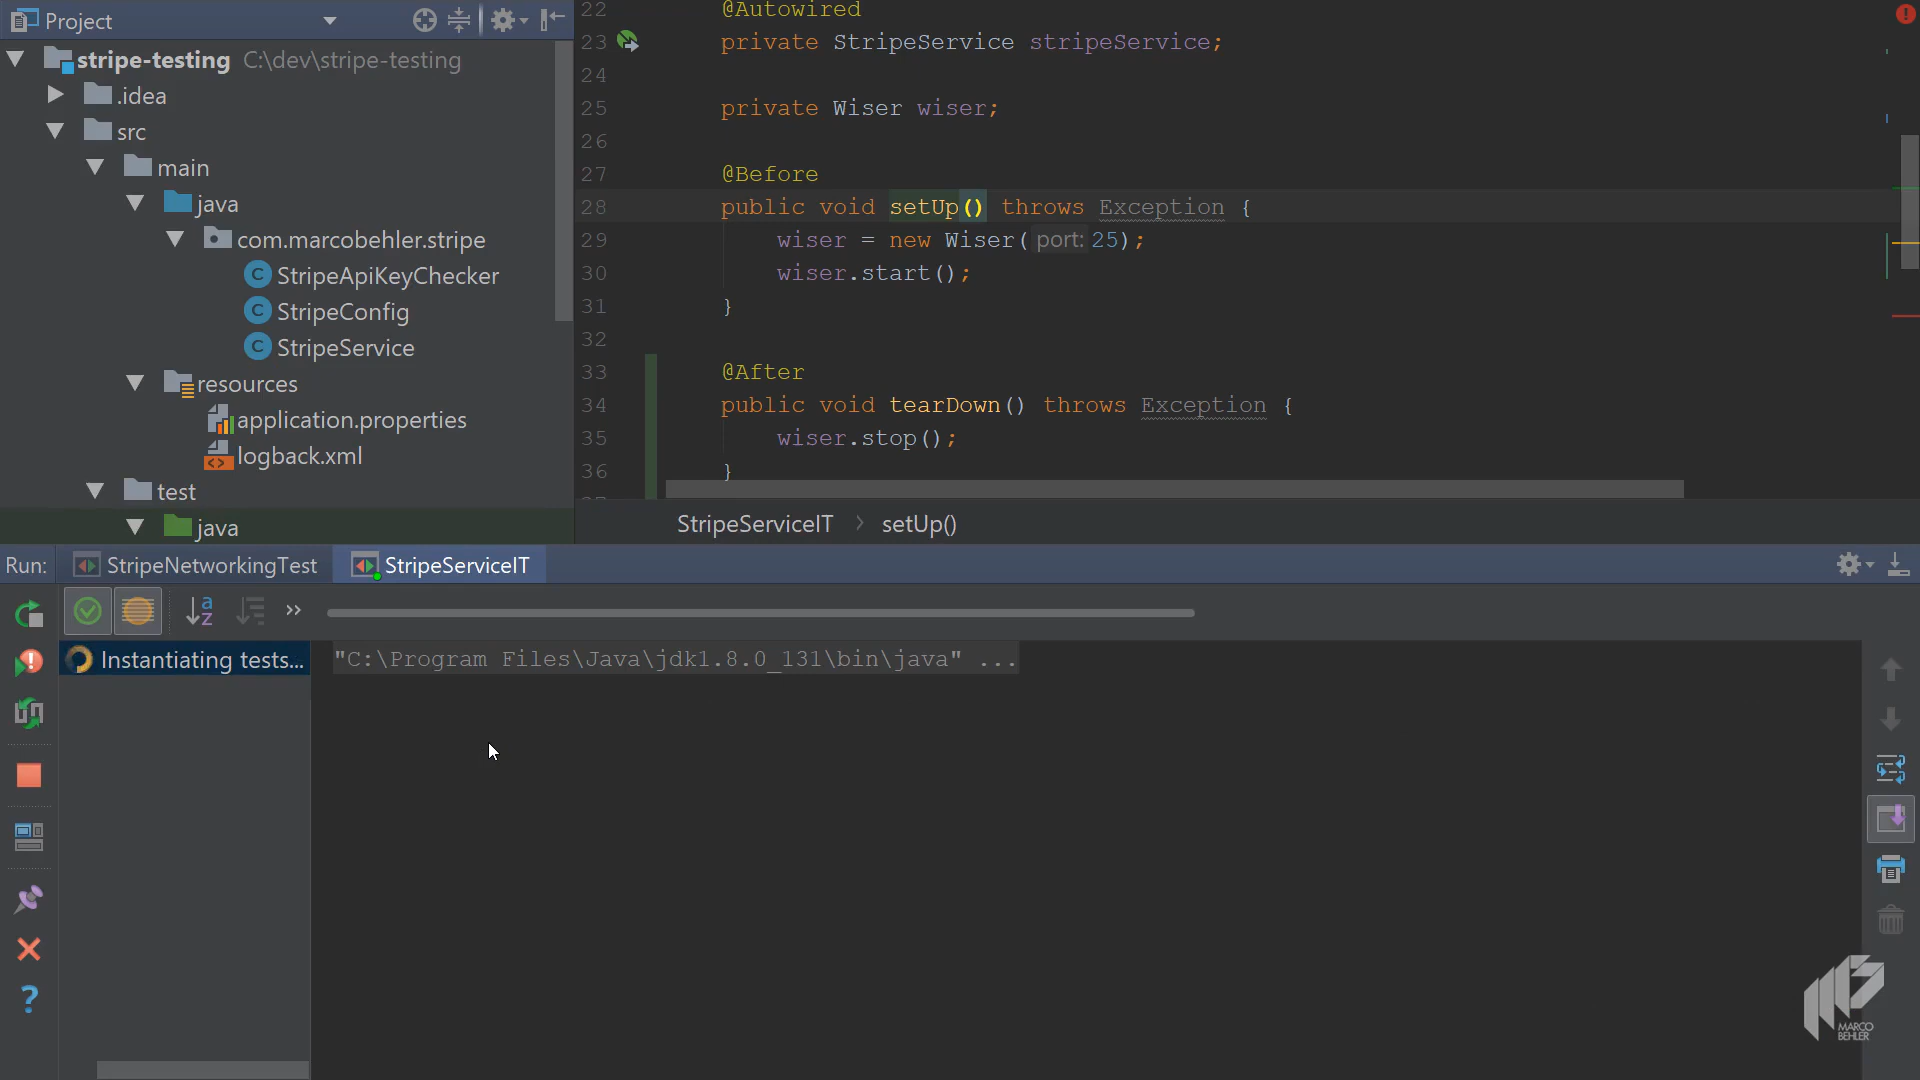 Project
stripe-testing C:\dev\stripe-testing
.idea
src
main
java
com.marcobehler.stripe
StripeApiKeyChecker
StripeConfig
StripeService
resources
application.properties
logback.xml
test
java
22 @Autowired
23 private StripeService stripeService;
24
25 private Wiser wiser;
26
27 @Before
28 public void setUp() throws Exception {
29 wiser = new Wiser( port: 25);
30 wiser.start();
31 }
32
33 @After
34 public void tearDown() throws Exception {
35 wiser.stop();
36 }
StripeServiceIT > setUp()
Run: StripeNetworkingTest StripeServiceIT
Instantiating tests...
"C:\Program Files\Java\jdk1.8.0_131\bin\java" ...
MARCO
BEHLER